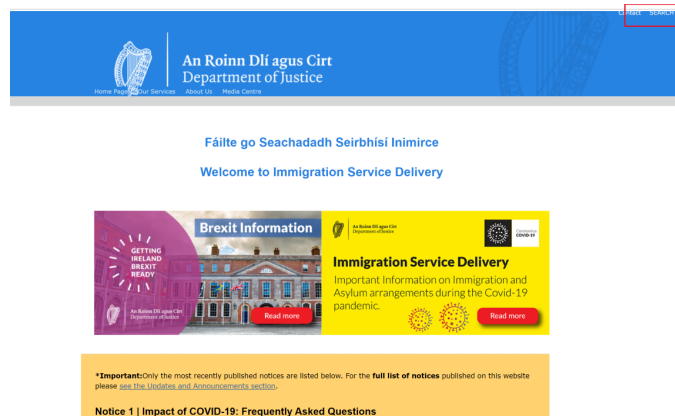 Contact SEARCH
An Roinn Dlí agus Cirt
Department of Justice
Home Page Our Services About Us Media Centre
Fáilte go Seachadadh Seirbhísí Inimirce
Welcome to Immigration Service Delivery
Brexit Information
GETTING
IRELAND
BREXIT
READY
An Roinn Dlí agus Cirt
Department of Justice
Read more
An Roinn Dlí agus Cirt
Department of Justice
Coronavirus
COVID-19
Immigration Service Delivery
Important Information on Immigration and
Asylum arrangements during the Covid-19
pandemic.
Read more
*Important:Only the most recently published notices are listed below. For the full list of notices published on this website
please see the Updates and Announcements section.
Notice 1 | Impact of COVID-19: Frequently Asked Questions